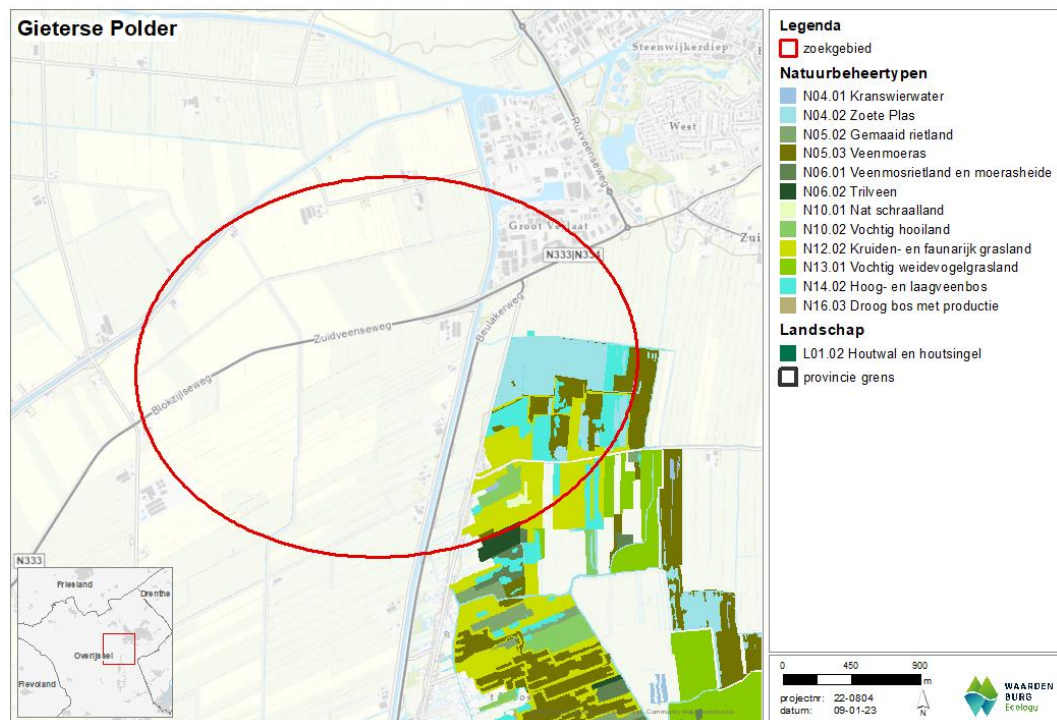 Gieterse Polder
Steenwijkerdiep
Ruxveenseweg
West
Groot Verlaat
Zui
N333|N334
Beulakerweg
Zuidveenseweg
Blokzijlseweg
N333
Friesland
Drenthe
Overijssel
Flevoland
Legenda
zoekgebied
Natuurbeheertypen
N04.01 Kranswierwater
N04.02 Zoete Plas
N05.02 Gemaaid rietland
N05.03 Veenmoeras
N06.01 Veenmosrietland en moerasheide
N06.02 Trilveen
N10.01 Nat schraalland
N10.02 Vochtig hooiland
N12.02 Kruiden- en faunarijk grasland
N13.01 Vochtig weidevogelgrasland
N14.02 Hoog- en laagveenbos
N16.03 Droog bos met productie
Landschap
L01.02 Houtwal en houtsingel
provincie grens
0 450 900
m
projectnr: 22-0804
datum: 09-01-23
N
WAARDEN
BURG
Ecology